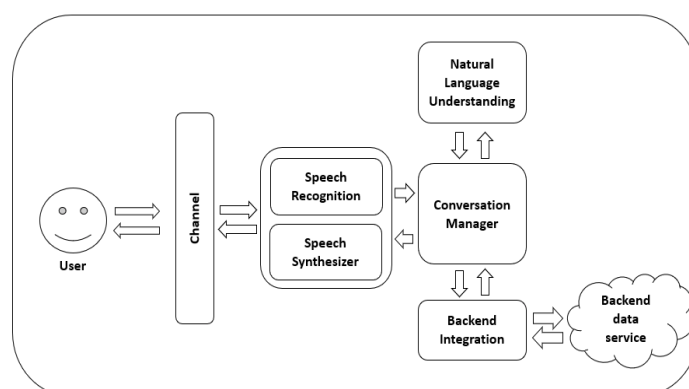 Natural
Language
Understanding
Channel
Speech
Recognition
Conversation
Manager
Speech
Synthesizer
User
Backend
Integration
Backend
data
service